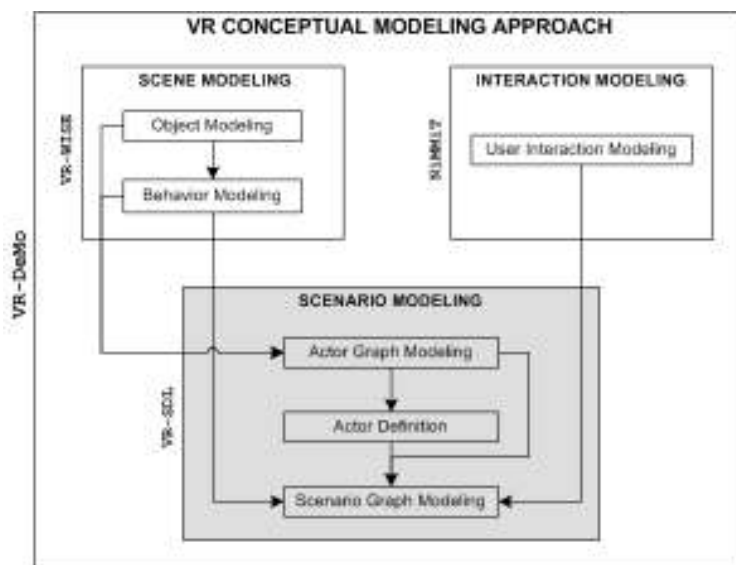 VR CONCEPTUAL MODELING APPROACH
SCENE MODELING
Object Modeling
Behavior Modeling
VR-WISE
INTERACTION MODELING
User Interaction Modeling
NiMMiT
VR-DeMo
SCENARIO MODELING
Actor Graph Modeling
Actor Definition
Scenario Graph Modeling
VR-SDL